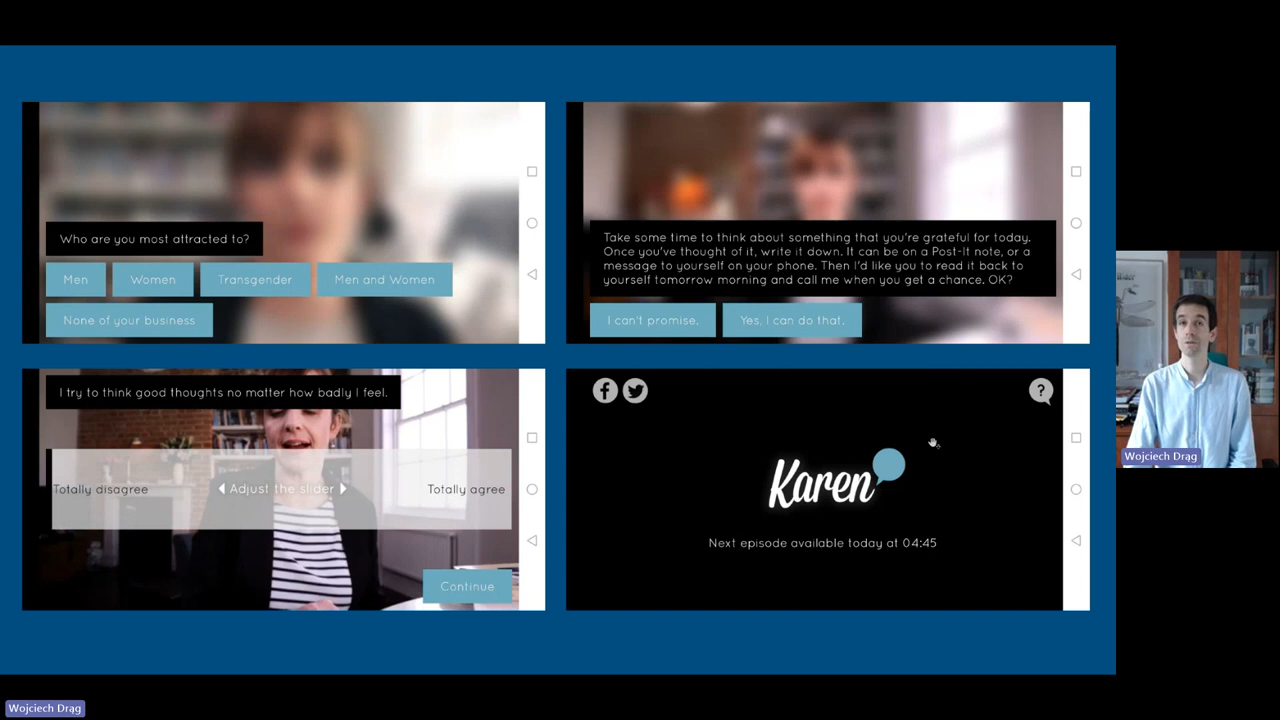 Who are you most attracted to?
Men
Women
Transgender
Men and Women
None of your business
Take some time to think about something that you're grateful for today.
Once you've thought of it, write it down. It can be on a Post-It note, or a
message to yourself on your phone. Then I'd like you to read it back to
yourself tomorrow morning and call me when you get a chance. OK?
I can't promise.
Yes, I can do that.
I try to think good thoughts no matter how badly I feel.
Totally disagree
Adjust the slider
Totally agree
Continue
f
?
Karen
Next episode available today at 04:45
Wojciech Drąg
Wojciech Drąg